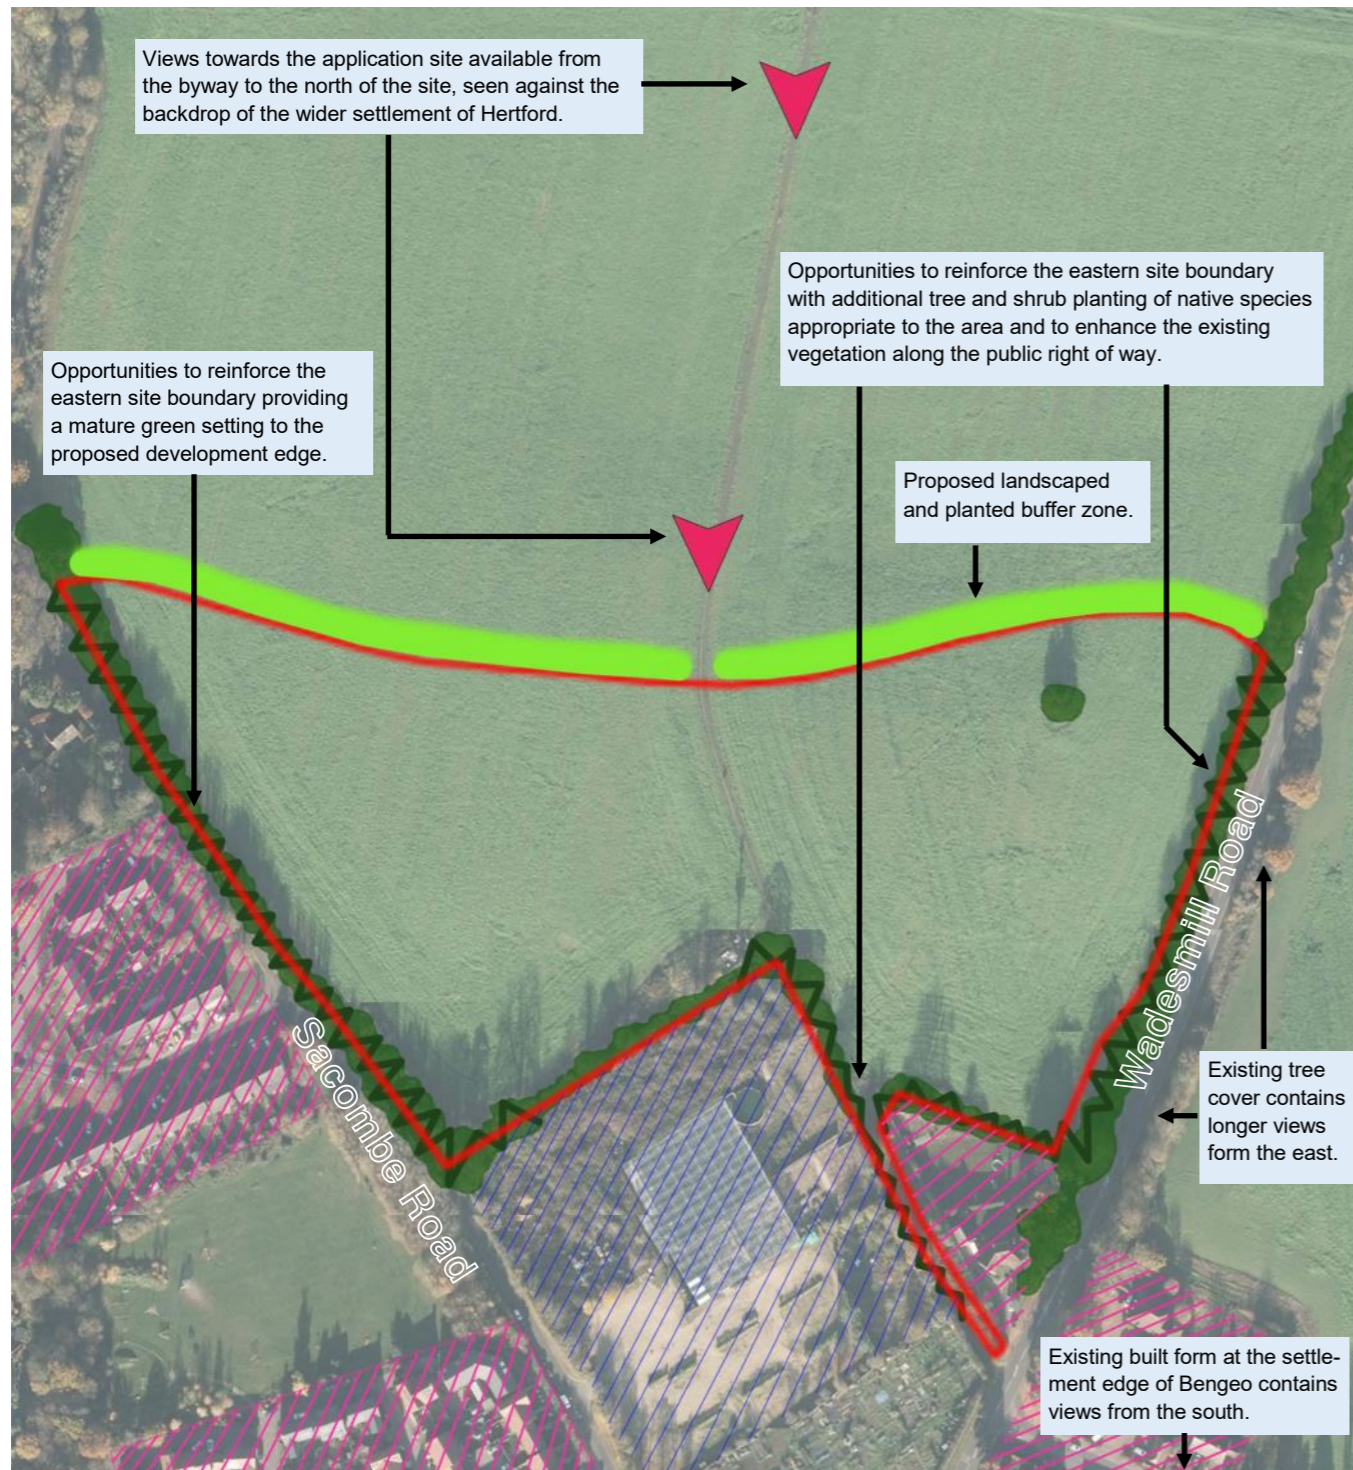 Views towards the application site available from
the byway to the north of the site, seen against the
backdrop of the wider settlement of Hertford.
Opportunities to reinforce the eastern site boundary
with additional tree and shrub planting of native species
appropriate to the area and to enhance the existing
vegetation along the public right of way.
Opportunities to reinforce the
eastern site boundary providing
a mature green setting to the
proposed development edge.
Proposed landscaped
and planted buffer zone.
Wadesmill Road
Sacombe Road
Existing tree
cover contains
longer views
form the east.
Existing built form at the settle-
ment edge of Bengeo contains
views from the south.